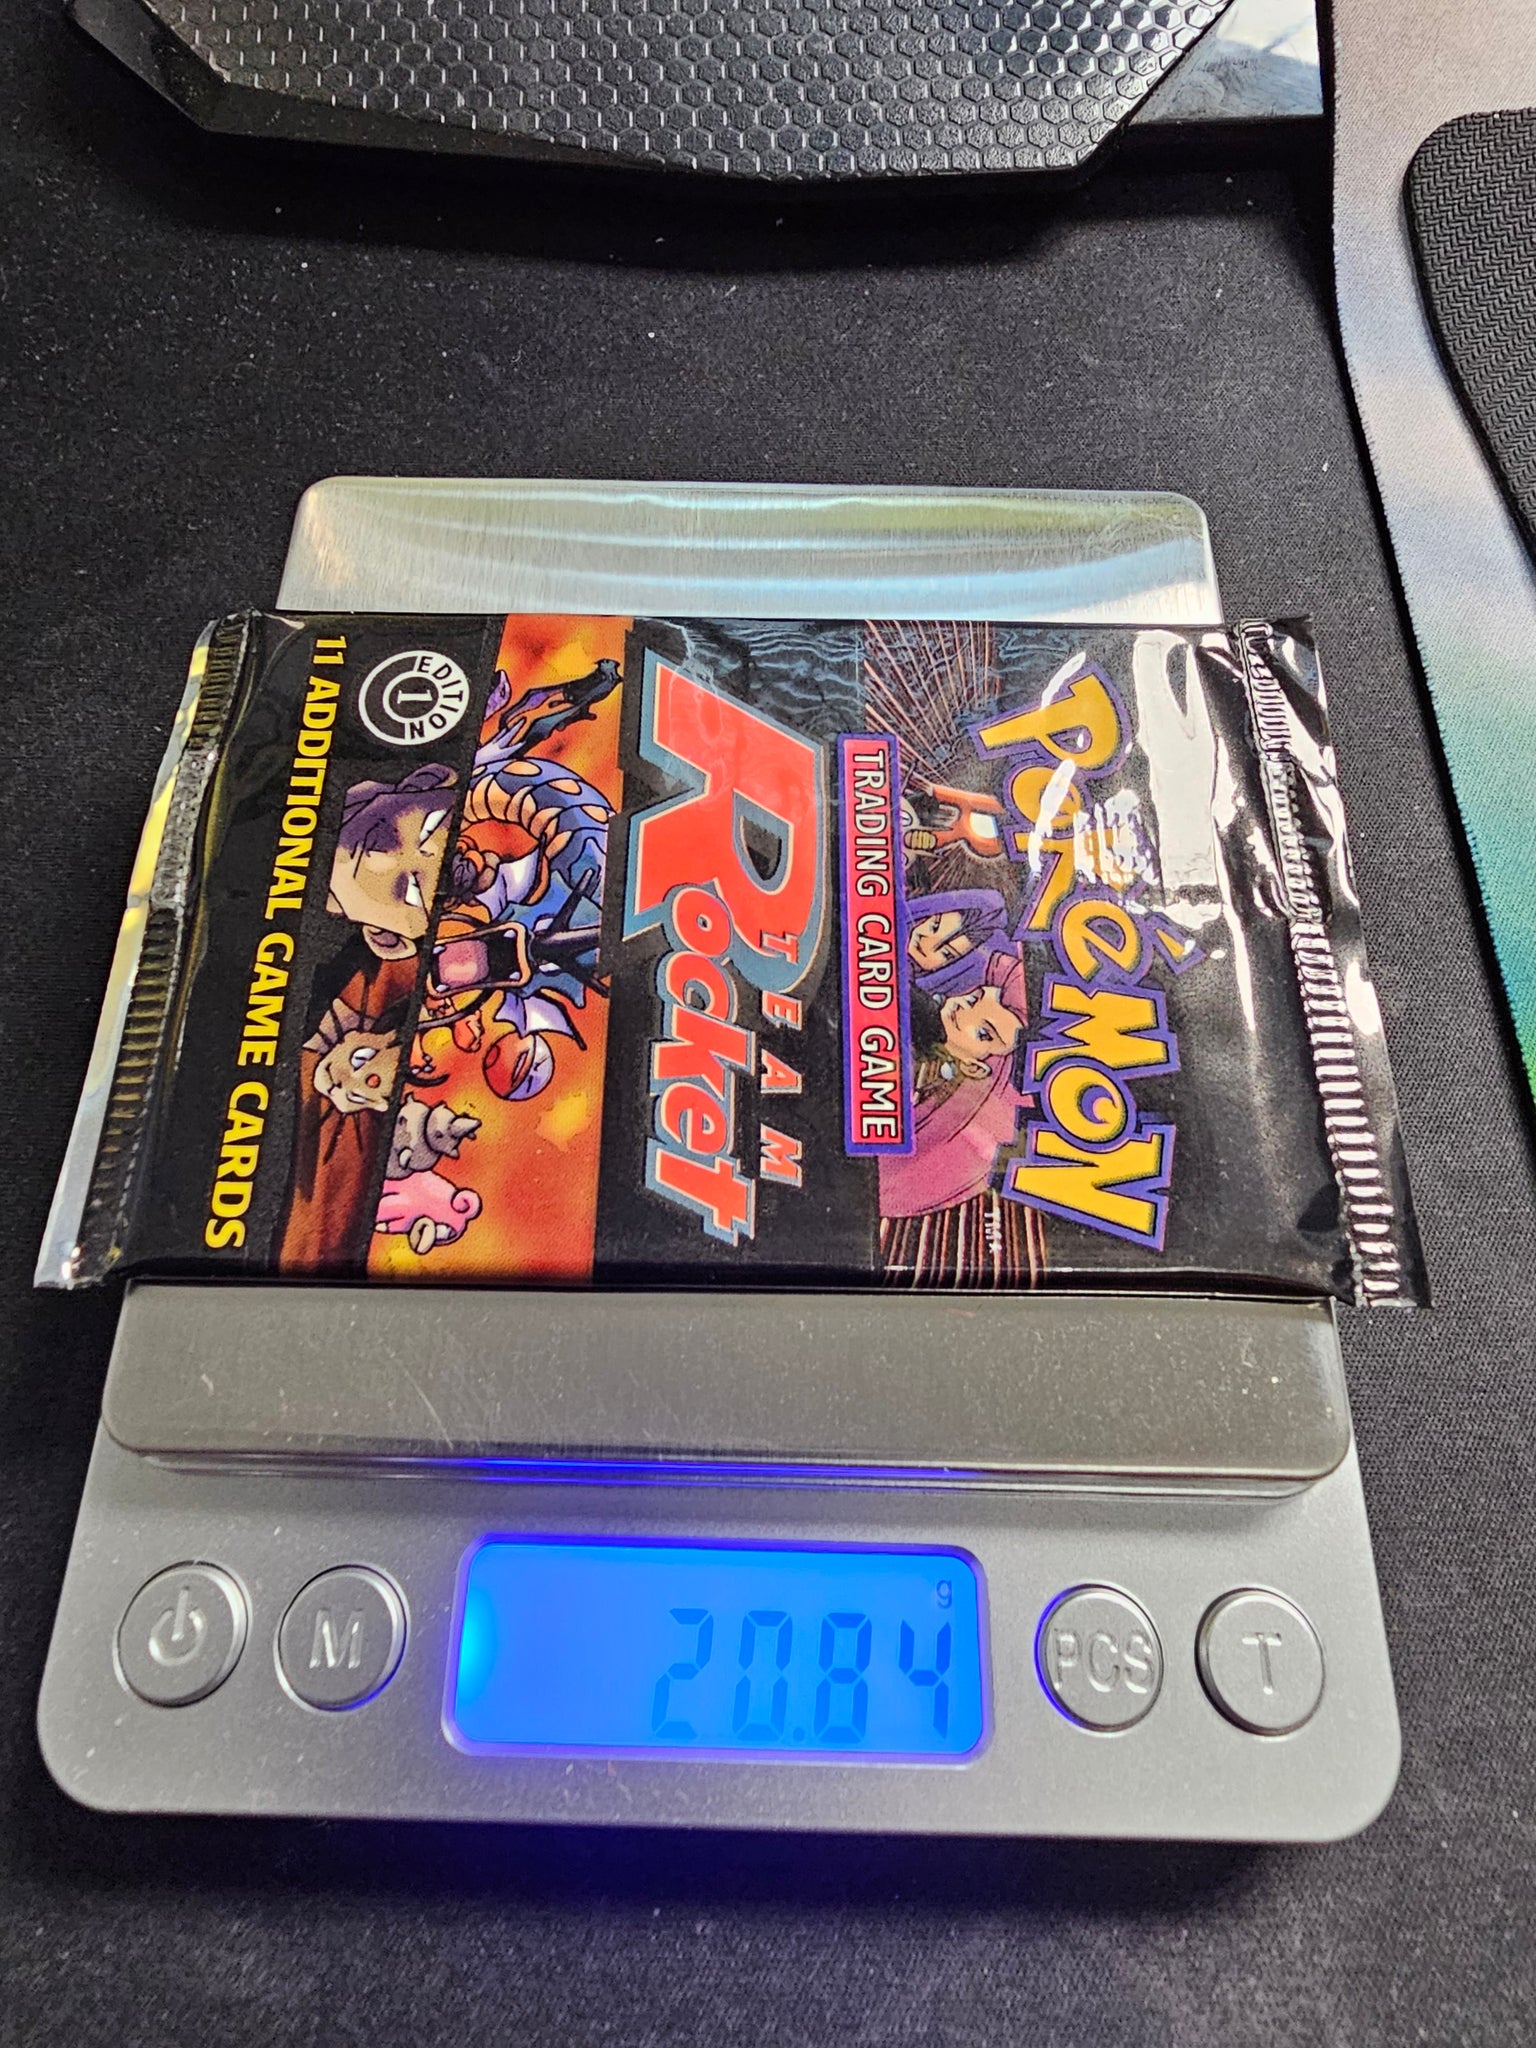 POKéMON
TRADING CARD GAME
TEAM
ROcket
EDITION
1
11 ADDITIONAL GAME CARDS
g
20.84
M
PCS
T